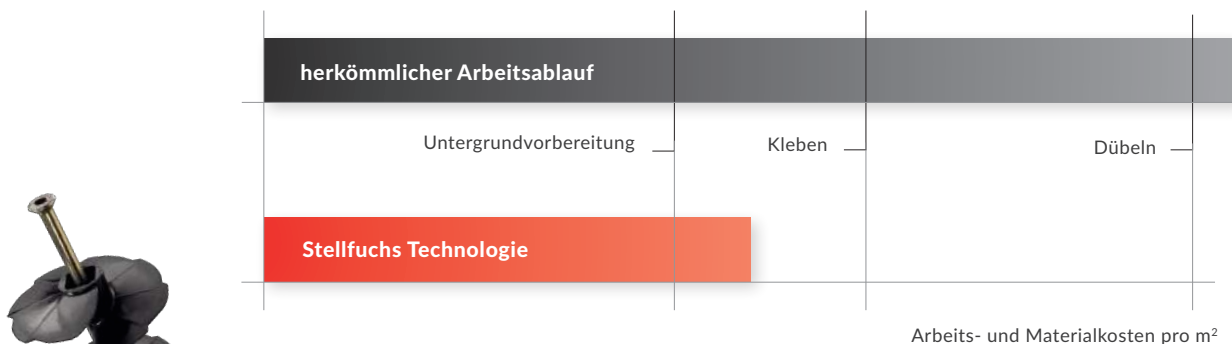 herkömmlicher Arbeitsablauf
Untergrundvorbereitung
Kleben
Dübeln
Stellfuchs Technologie
Arbeits- und Materialkosten pro m²